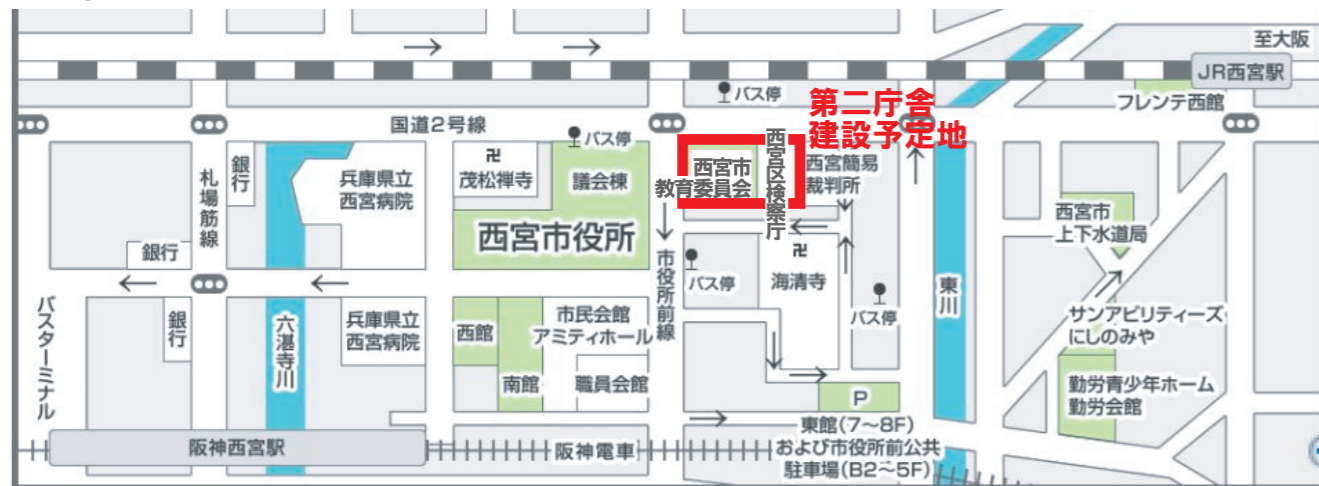 至大阪
JR西宮駅
フレンテ西館
バス停
第二庁舎
建設予定地
国道2号線
バス停
銀行
札場筋線
兵庫県立
西宮病院
茂松禅寺
議会棟
西宮市
教育委員会
西宮区検察庁
西宮簡易
裁判所
西宮市役所
西宮市
上下水道局
銀行
市役所前線
バス停
海清寺
東川
バス停
バスターミナル
銀行
六湛寺川
兵庫県立
西宮病院
西館
市民会館
アミティホール
サンアビリティーズ
にしのみや
南館
職員会館
P
勤労青少年ホーム
勤労会館
東館(7～8F)
および市役所前公共
駐車場(B2～5F)
阪神西宮駅
阪神電車